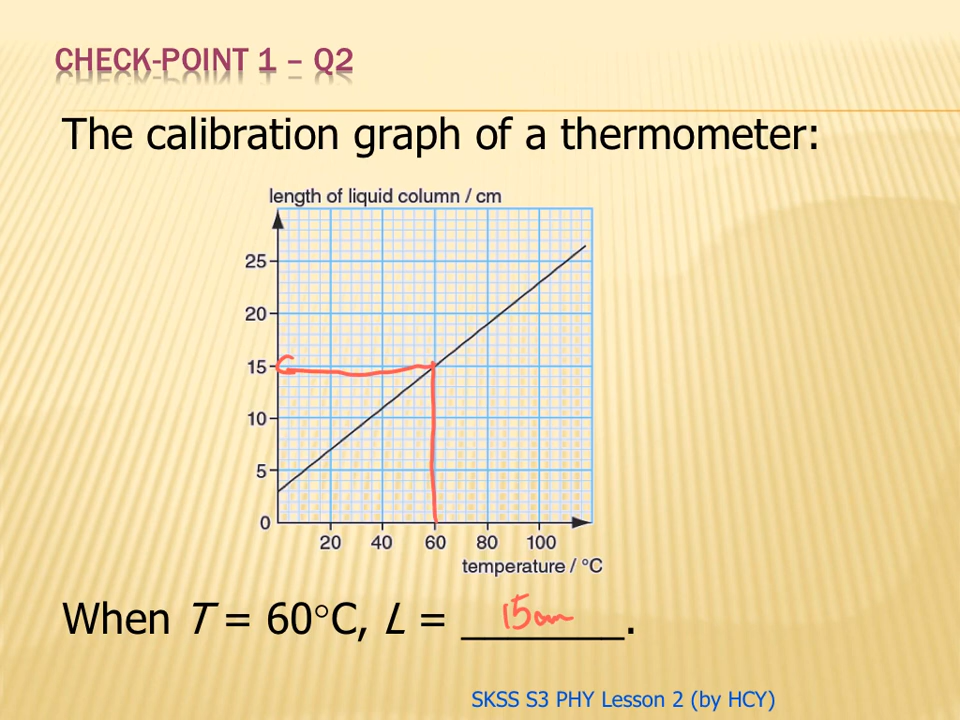 CHECK-POINT 1 – Q2
The calibration graph of a thermometer:
length of liquid column / cm
25
20
15
10
5
0
20 40 60 80 100
temperature / °C
When T = 60°C, L = 15cm.
SKSS S3 PHY Lesson 2 (by HCY)